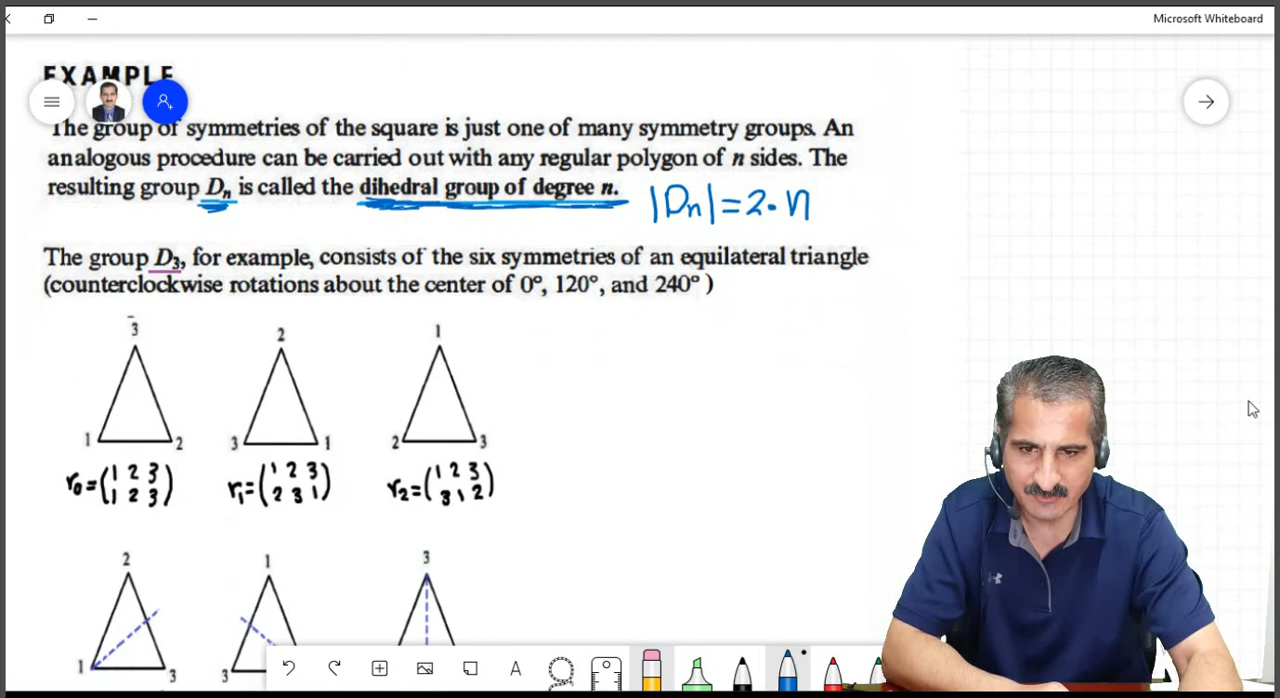 Microsoft Whiteboard
EXAMPLE
The group of symmetries of the square is just one of many symmetry groups. An
analogous procedure can be carried out with any regular polygon of n sides. The
resulting group Dₙ is called the dihedral group of degree n. |Dₙ| = 2·n
The group D₃, for example, consists of the six symmetries of an equilateral triangle
(counterclockwise rotations about the center of 0°, 120°, and 240° )
3 2 1
1 2 3 1 2 3
r₀=(1 2 3 r₁=(1 2 3 r₂=(1 2 3
1 2 3) 2 3 1) 3 1 2)
2 1 3
1 3 3
A